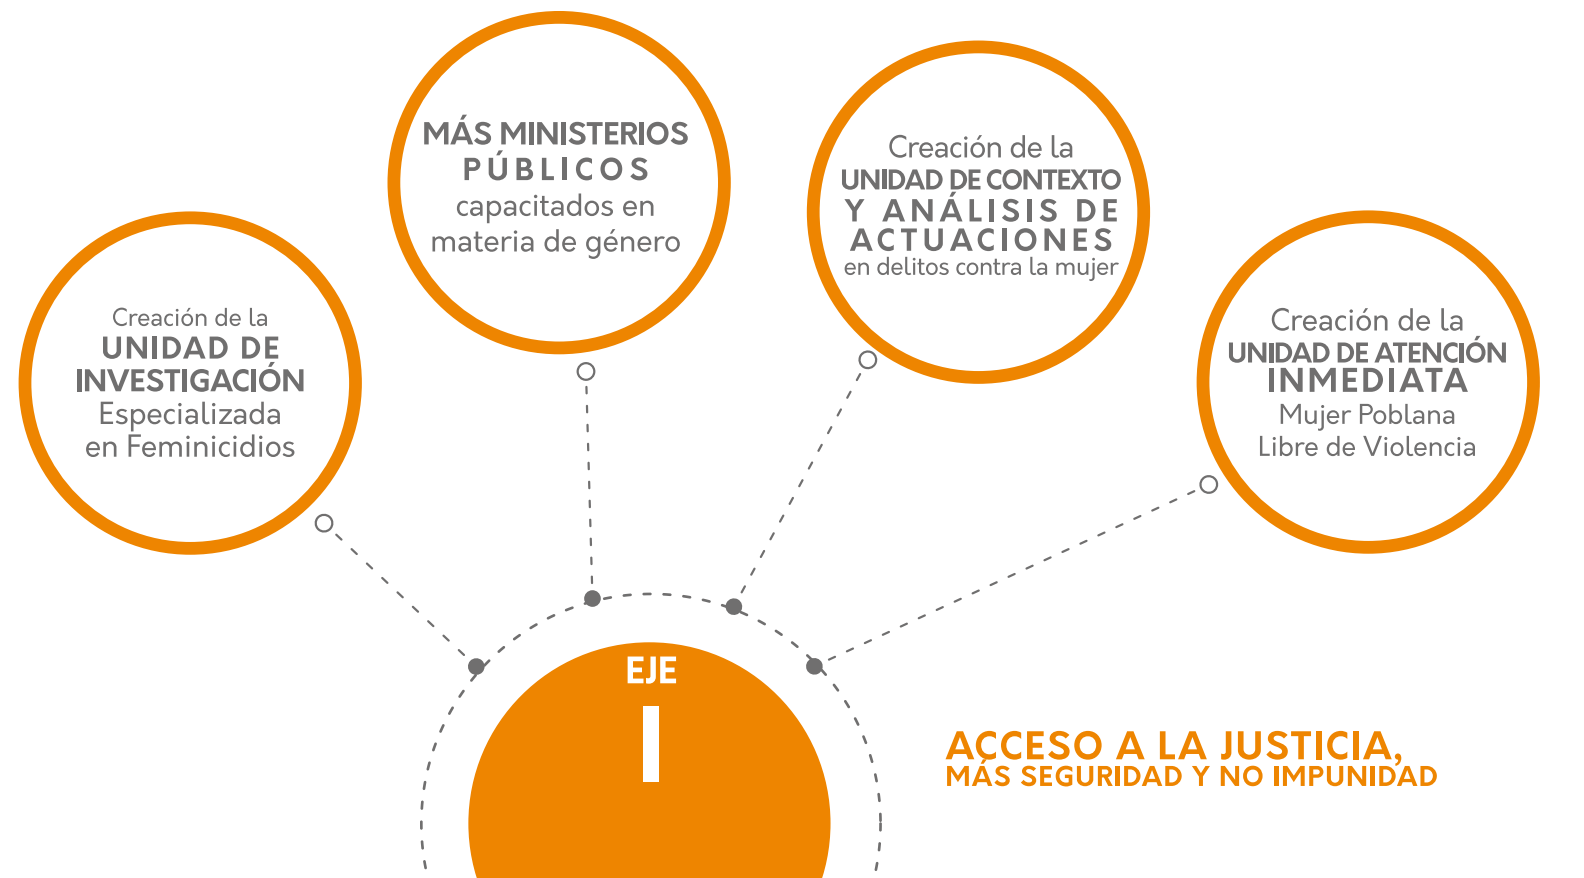 MÁS MINISTERIOS
PÚBLICOS
capacitados en
materia de género
Creación de la
UNIDAD DE CONTEXTO
Y ANÁLISIS DE
ACTUACIONES
en delitos contra la mujer
Creación de la
UNIDAD DE
INVESTIGACIÓN
Especializada
en Feminicidios
Creación de la
UNIDAD DE ATENCIÓN
INMEDIATA
Mujer Poblana
Libre de Violencia
EJE
I
ACCESO A LA JUSTICIA,
MÁS SEGURIDAD Y NO IMPUNIDAD